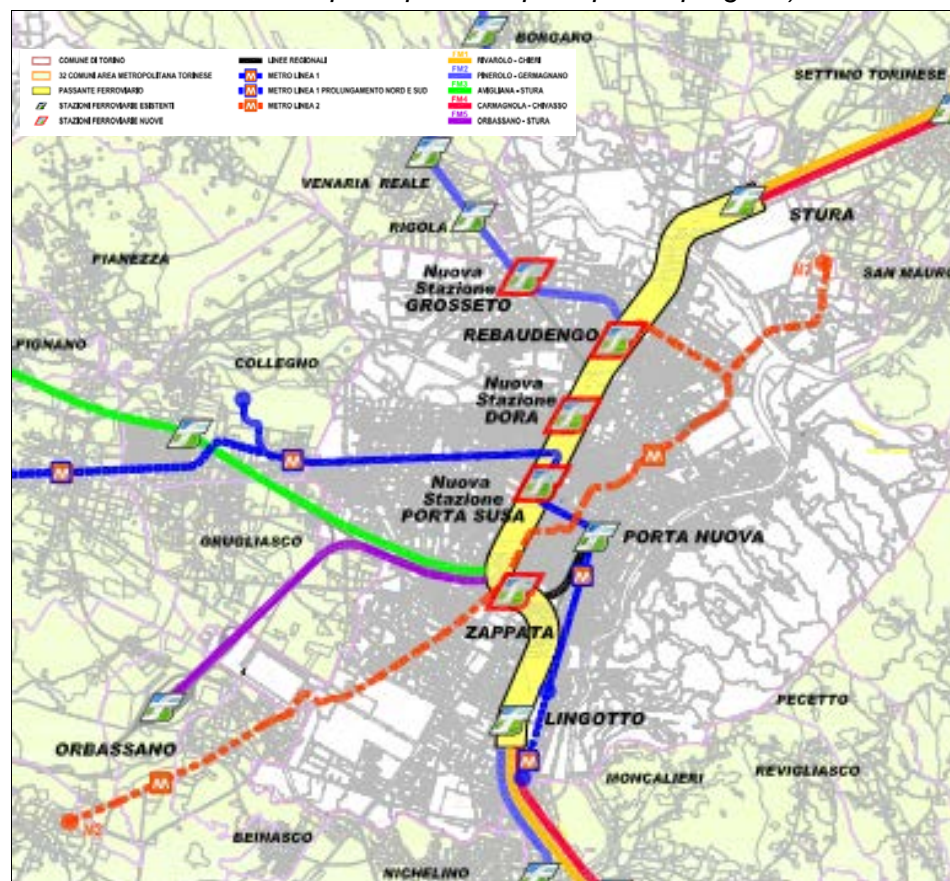 BORGARO
COMUNE DI TORINO
32 COMUNI AREA METROPOLITANA TORINESE
PASSANTE FERROVIARIO
STAZIONI FERROVIARIE ESISTENTI
STAZIONI FERROVIARIE NUOVE
LINEE REGIONALI
M METRO LINEA 1
M METRO LINEA 1 PROLUNGAMENTO NORD E SUD
M METRO LINEA 2
FM1 RIVAROLO - CHIERI
FM2 PINEROLO - GERMAGNANO
FM3 AVIGLIANA - STURA
FM4 CARMAGNOLA - CHIVASSO
FM5 ORBASSANO - STURA
SETTIMO TORINESE
VENARIA REALE
RIGOLA
STURA
PIANEZZA
Nuova
Stazione
GROSSETO
M2
SAN MAURO
REBAUDENGO
PIGNANO
COLLEGNO
Nuova
Stazione
DORA
M
M
M
Nuova
Stazione
PORTA SUSA
GRUGLIASCO
PORTA NUOVA
M
ZAPPATA
PECETTO
LINGOTTO
ORBASSANO
M
M
MONCALIERI
REVIGLIASCO
M2
BEINASCO
NICHELINO